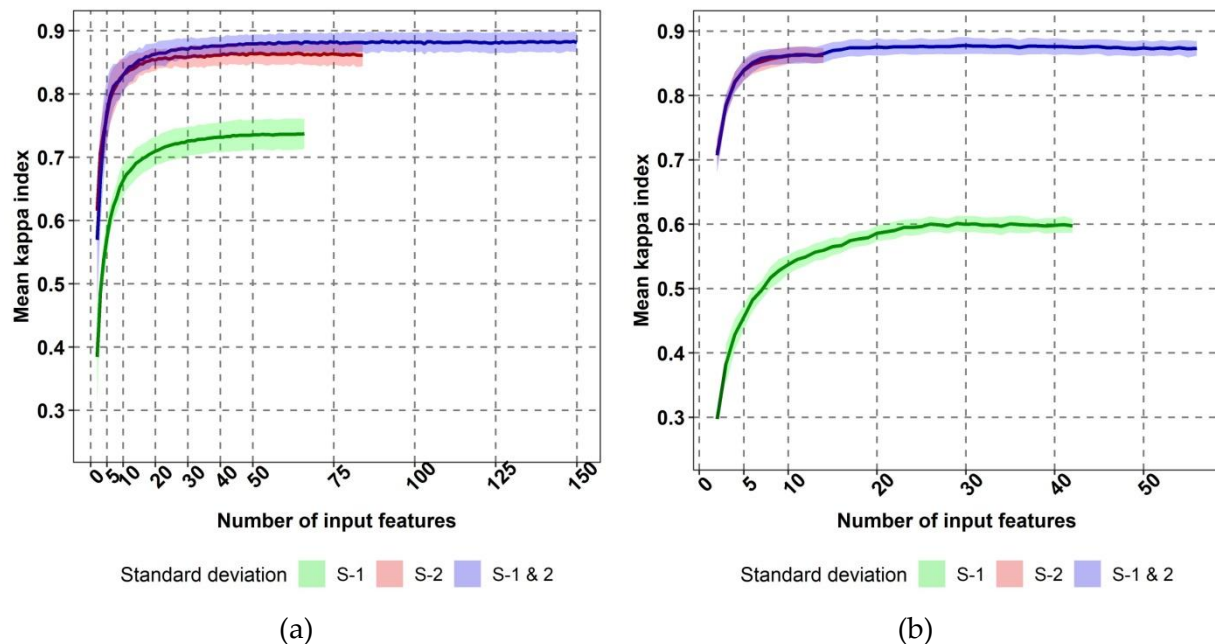 0.9
0.8
0.7
0.6
0.5
0.4
0.3
Mean kappa index
0 5 10 20 30 40 50 75 100 125 150
Number of input features
Standard deviation S-1 S-2 S-1 & 2
(a)
0.9
0.8
0.7
0.6
0.5
0.4
0.3
Mean kappa index
0 5 10 20 30 40 50
Number of input features
Standard deviation S-1 S-2 S-1 & 2
(b)